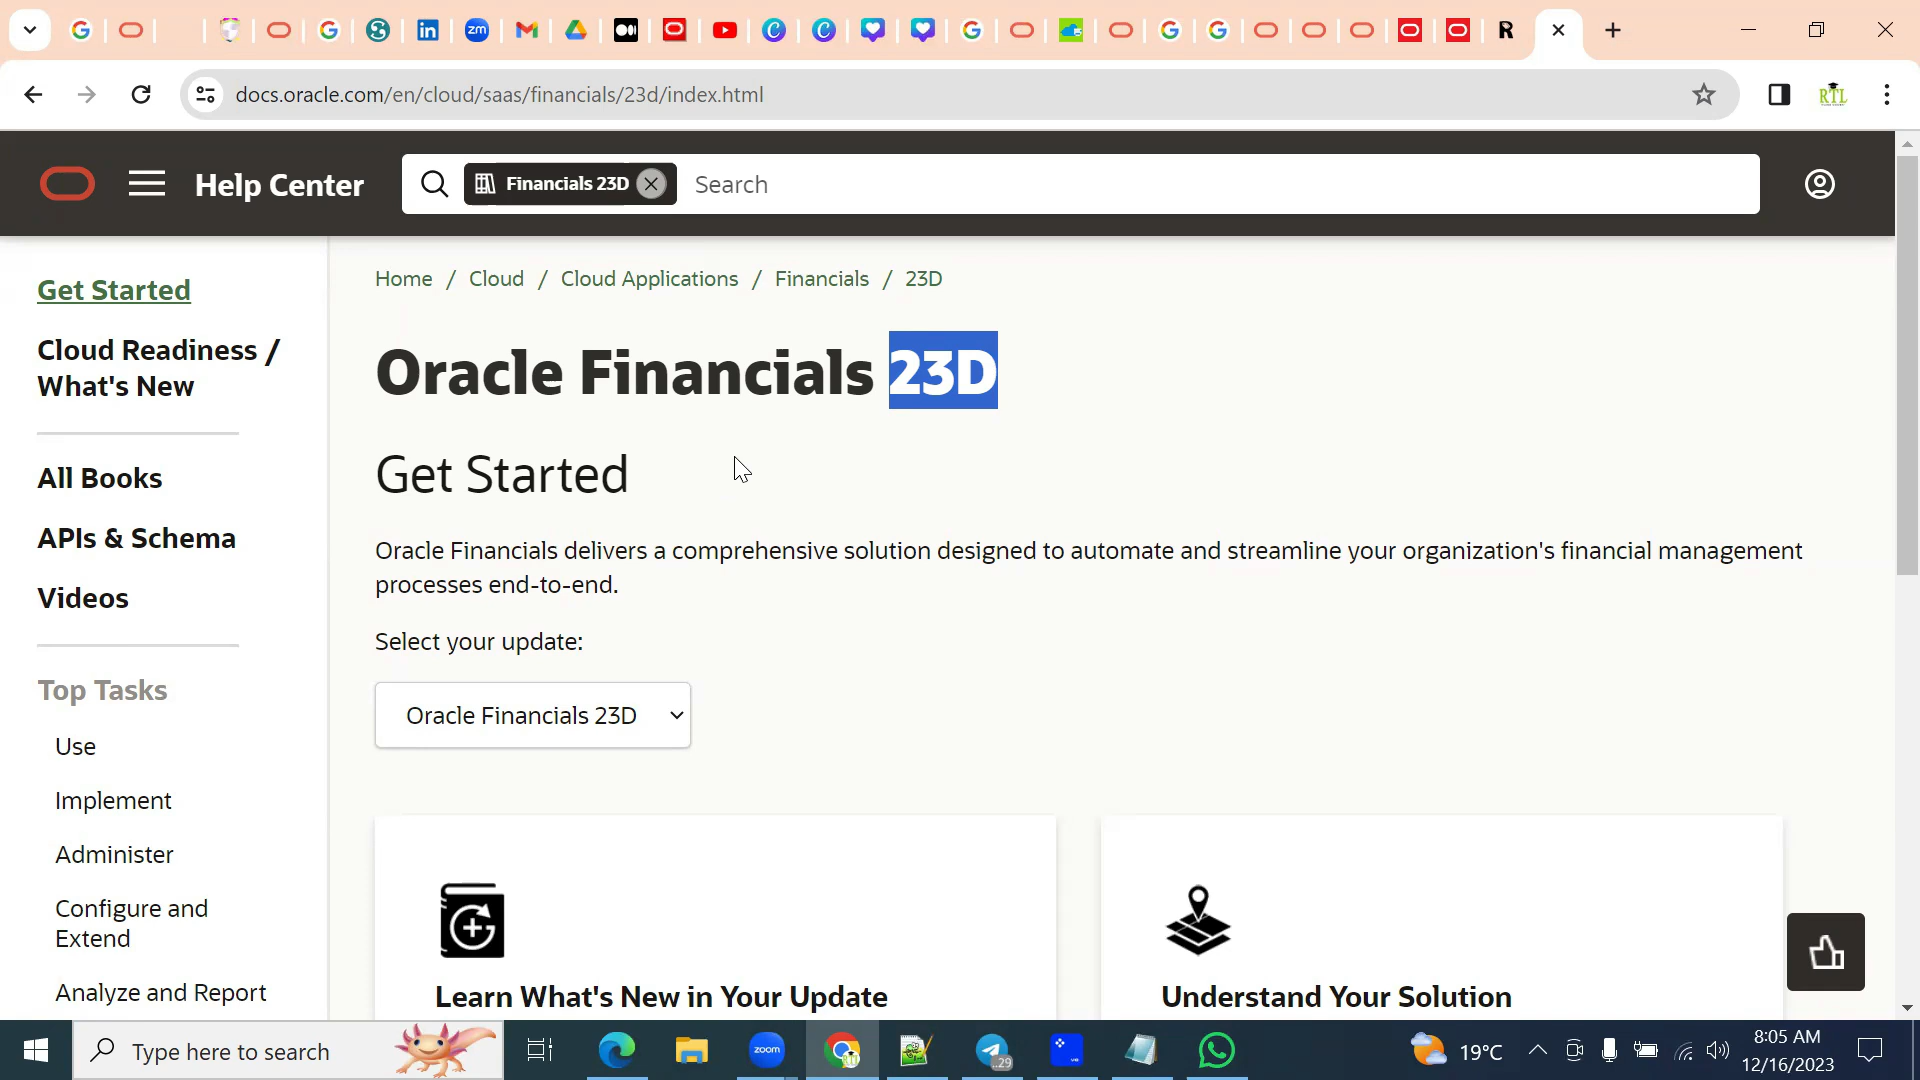 docs.oracle.com/en/cloud/saas/financials/23d/index.html
RTL
Help Center
Financials 23D
Search
Get Started
Cloud Readiness /
What's New
All Books
APIs & Schema
Videos
Top Tasks
Use
Implement
Administer
Configure and
Extend
Analyze and Report
Home / Cloud / Cloud Applications / Financials / 23D
Oracle Financials 23D
Get Started
Oracle Financials delivers a comprehensive solution designed to automate and streamline your organization's financial management
processes end-to-end.
Select your update:
Oracle Financials 23D
Learn What's New in Your Update
Understand Your Solution
Type here to search
zoom
29
19°C
8:05 AM
12/16/2023